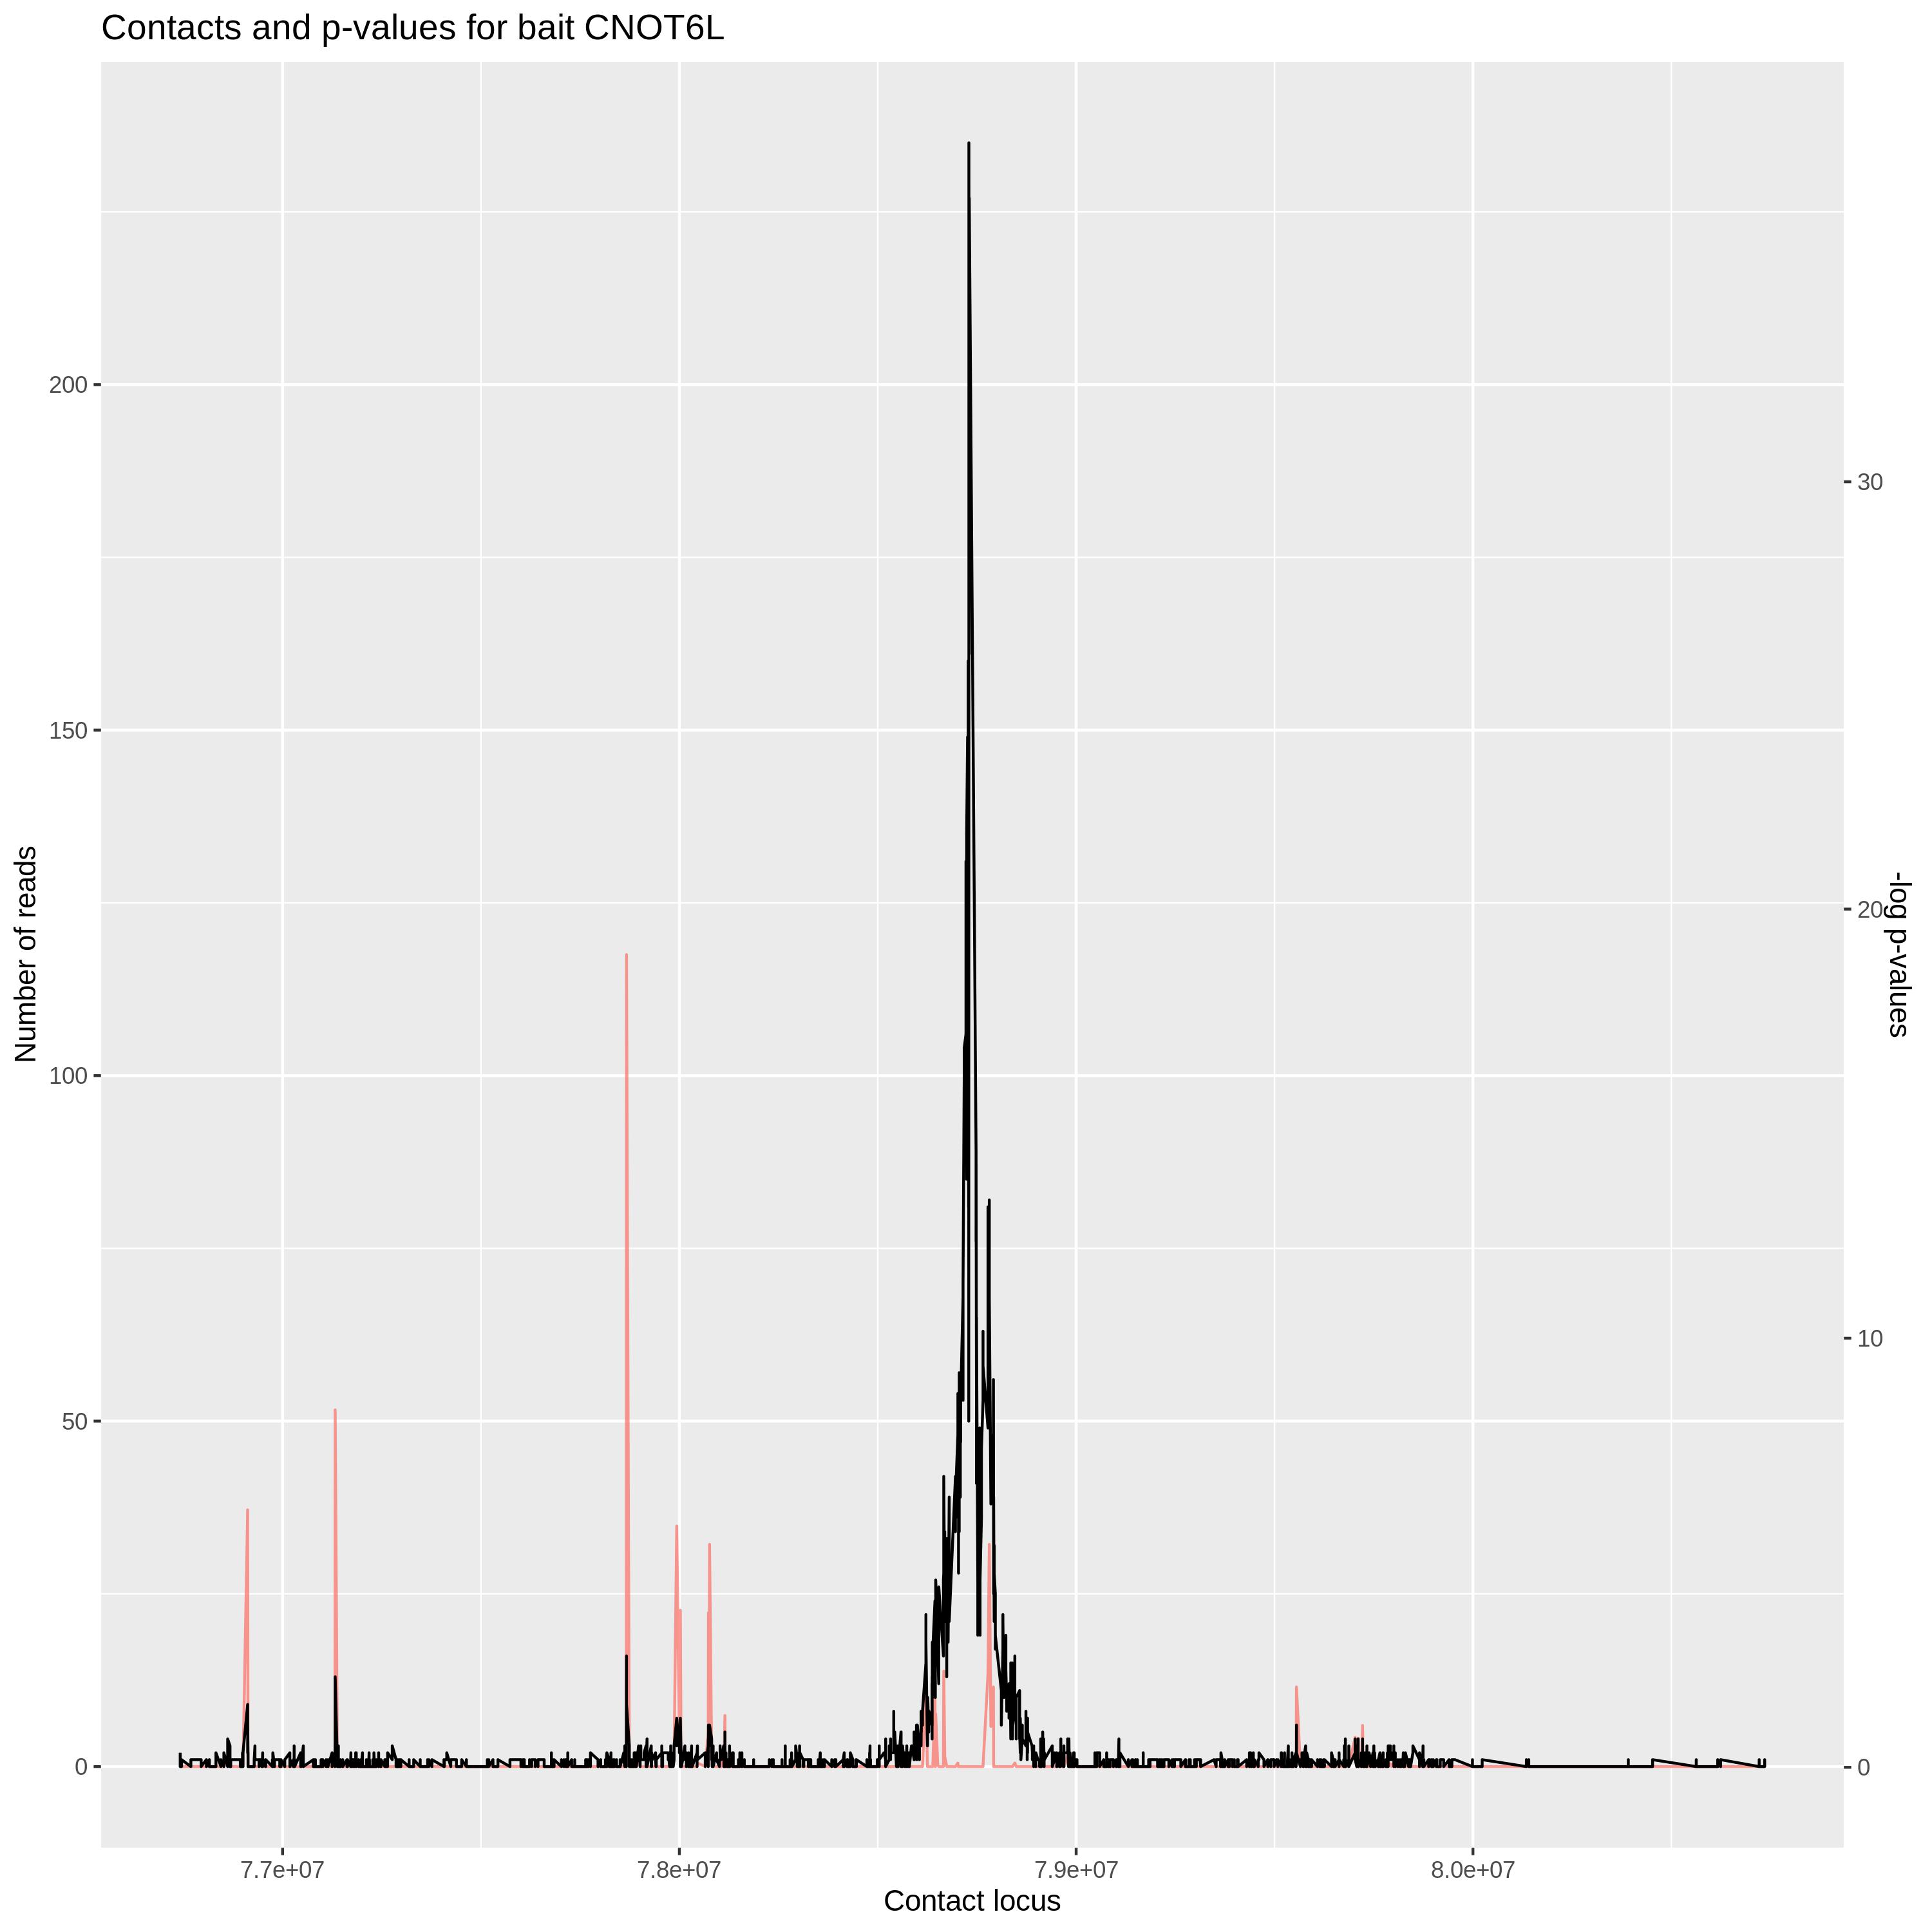 Contacts and p-values for bait CNOT6L
200
150
100
50
0
Number of reads
30
20
10
0
-log p-values
7.7e+07
7.8e+07
7.9e+07
8.0e+07
Contact locus